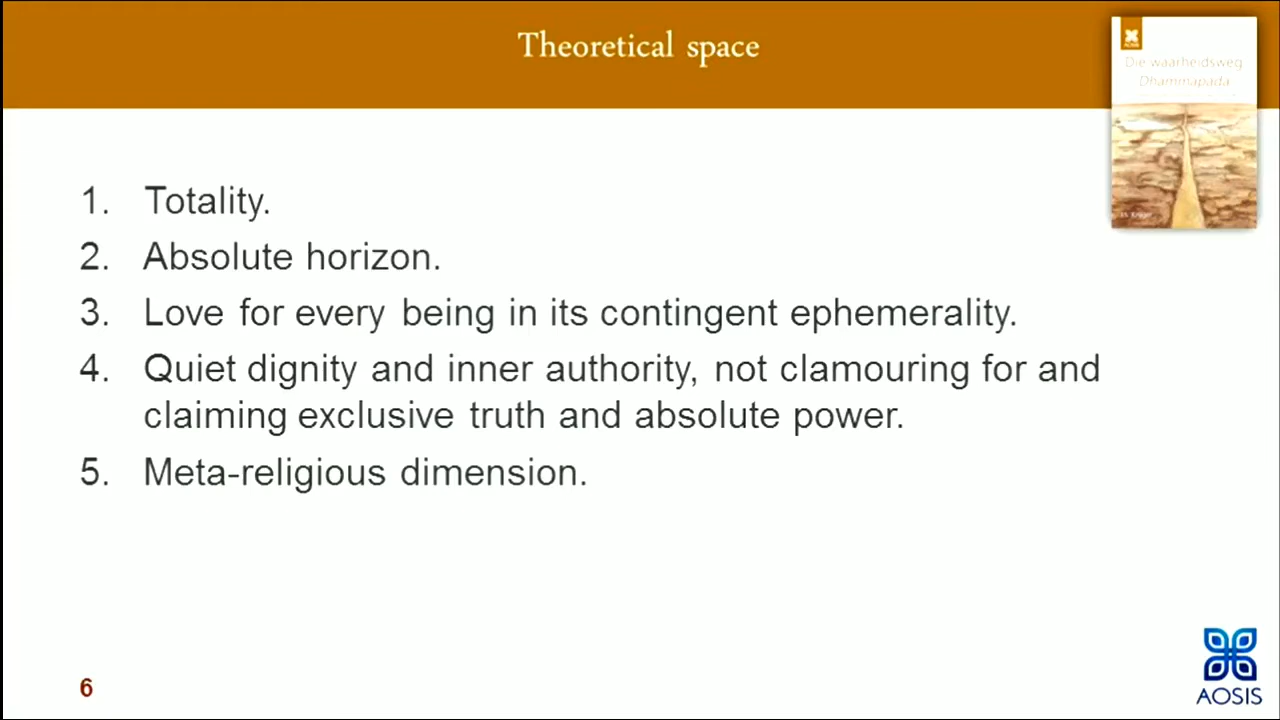 Theoretical space
AOSIS
Die waarheidsweg
Dhammapada
1. Totality.
2. Absolute horizon.
3. Love for every being in its contingent ephemerality.
4. Quiet dignity and inner authority, not clamouring for and
claiming exclusive truth and absolute power.
5. Meta-religious dimension.
6
AOSIS